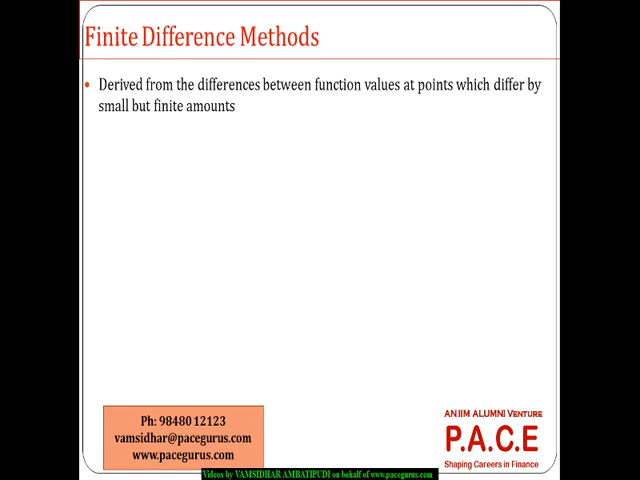 Finite Difference Methods
• Derived from the differences between function values at points which differ by
small but finite amounts
Ph: 98480 12123
vamsidhar@pacegurus.com
www.pacegurus.com
AN IIM ALUMNI VENTURE
P.A.C.E
Shaping Careers in Finance
Videos by VAMSIDHAR AMBATIPUDI on behalf of www.pacegurus.com